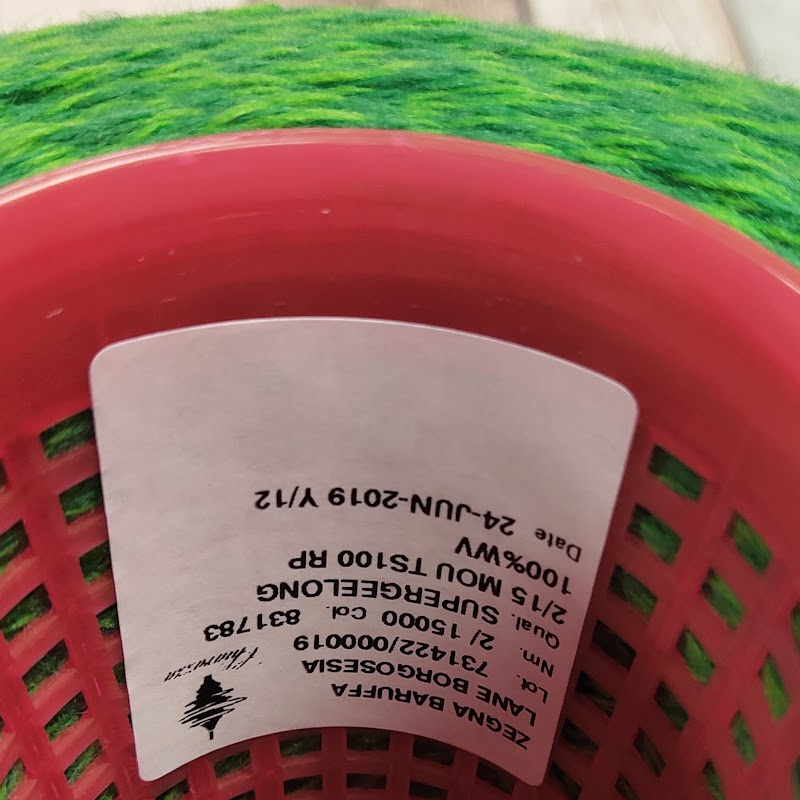 ZEGNA BARUFFA
LANE BORGOSESIA
Lot. 731422/000019
Nm. 2/ 15000 Col. 831783
Qual. SUPERGEELONG
2/15 MOU TS100 RP
100%WV
Date 24-JUN-2019 Y/12